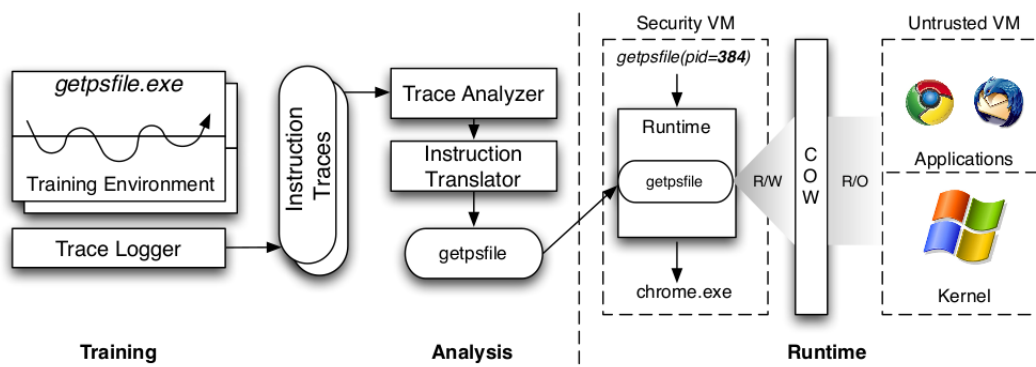 getpsfile.exe
Training Environment
Trace Logger
Training
Instruction
Traces
Trace Analyzer
Instruction
Translator
getpsfile
Analysis
Security VM
getpsfile(pid=384)
Runtime
getpsfile
chrome.exe
R/W
C
O
W
R/O
Untrusted VM
Applications
Kernel
Runtime